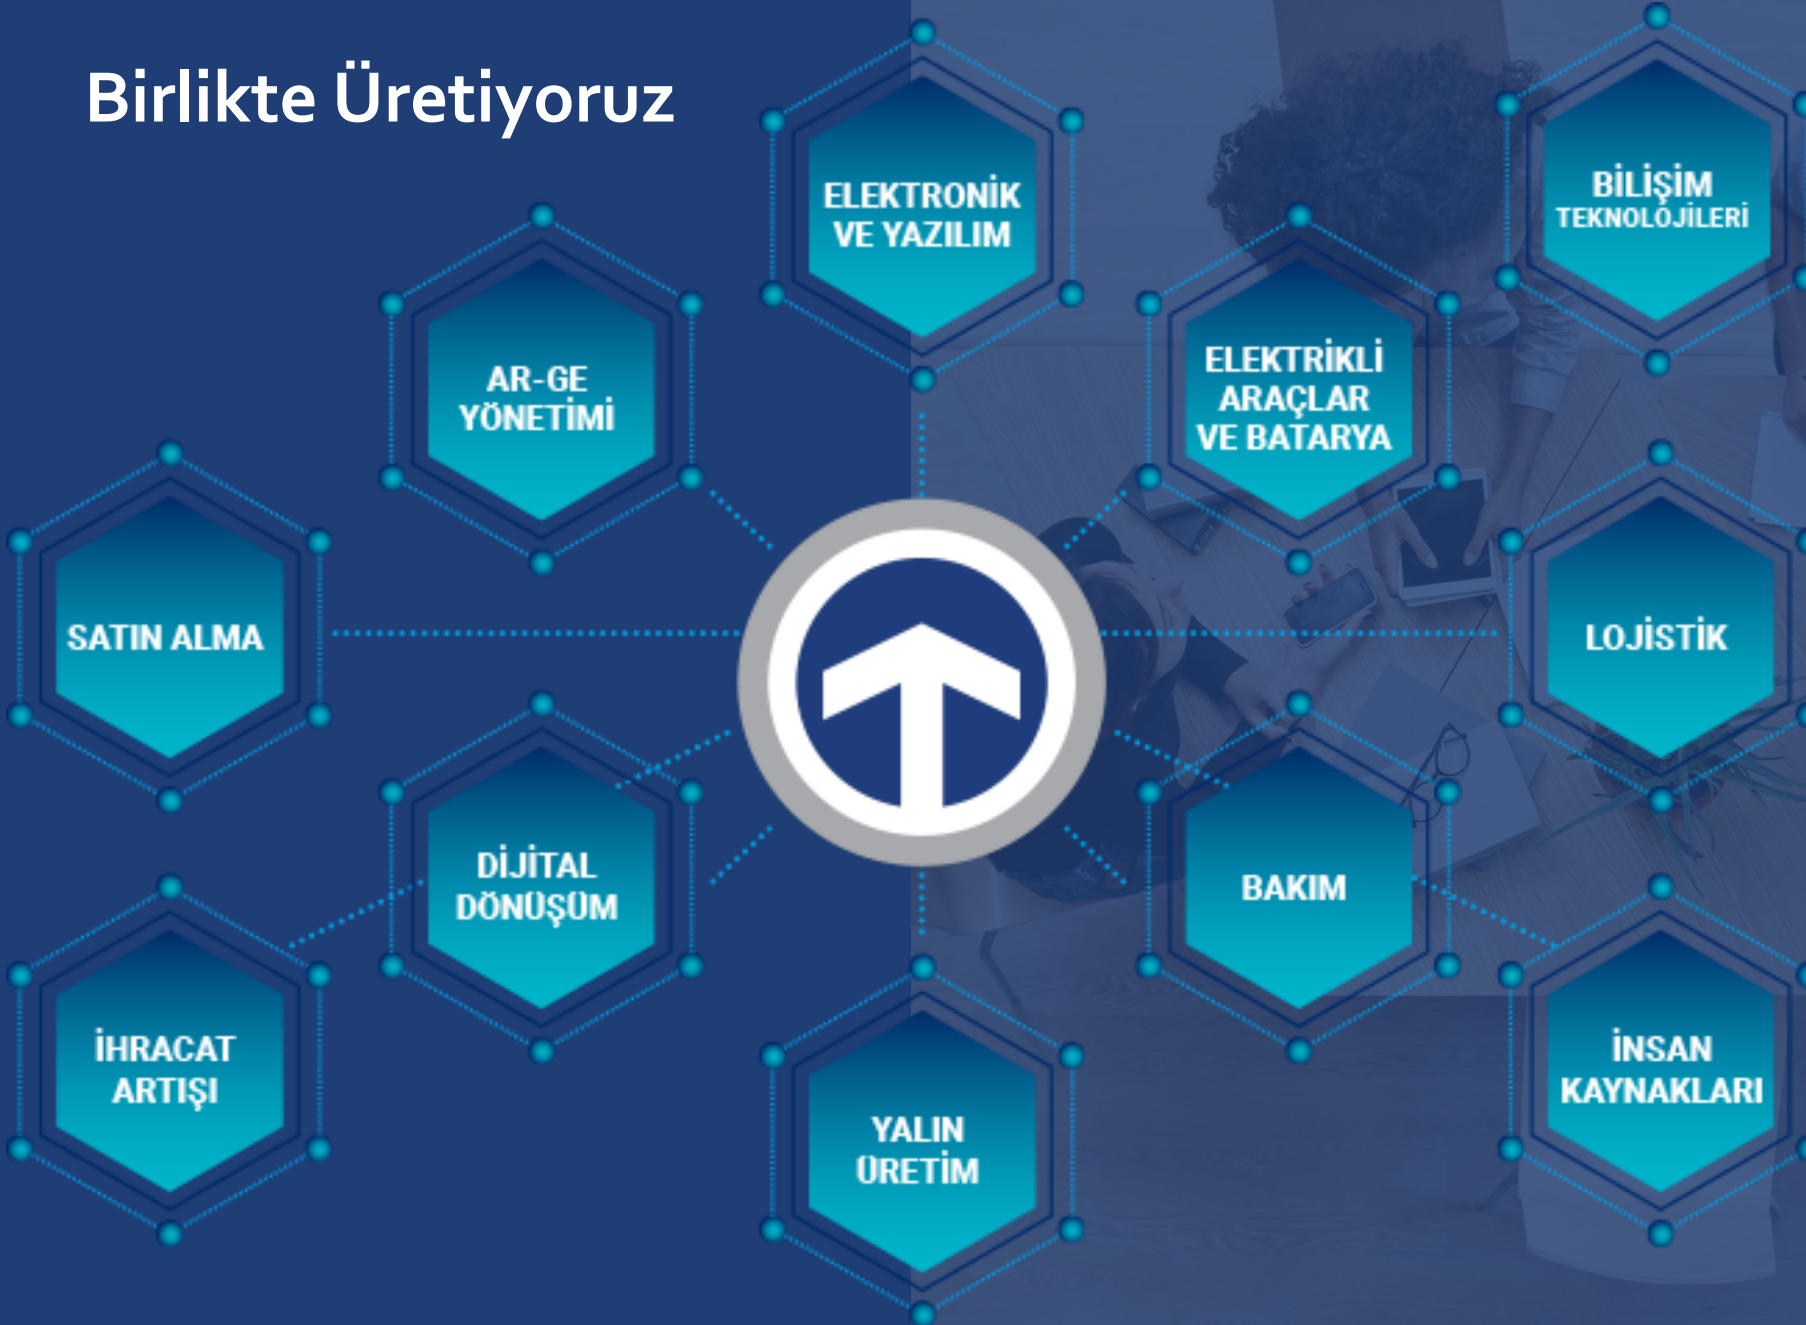 Birlikte Üretiyoruz
ELEKTRONİK
VE YAZILIM
BİLİŞİM
TEKNOLOJİLERİ
AR-GE
YÖNETİMİ
ELEKTRİKLİ
ARAÇLAR
VE BATARYA
SATIN ALMA
LOJİSTİK
DİJİTAL
DÖNÜŞÜM
BAKIM
İHRACAT
ARTIŞI
YALIN
ÜRETİM
İNSAN
KAYNAKLARI